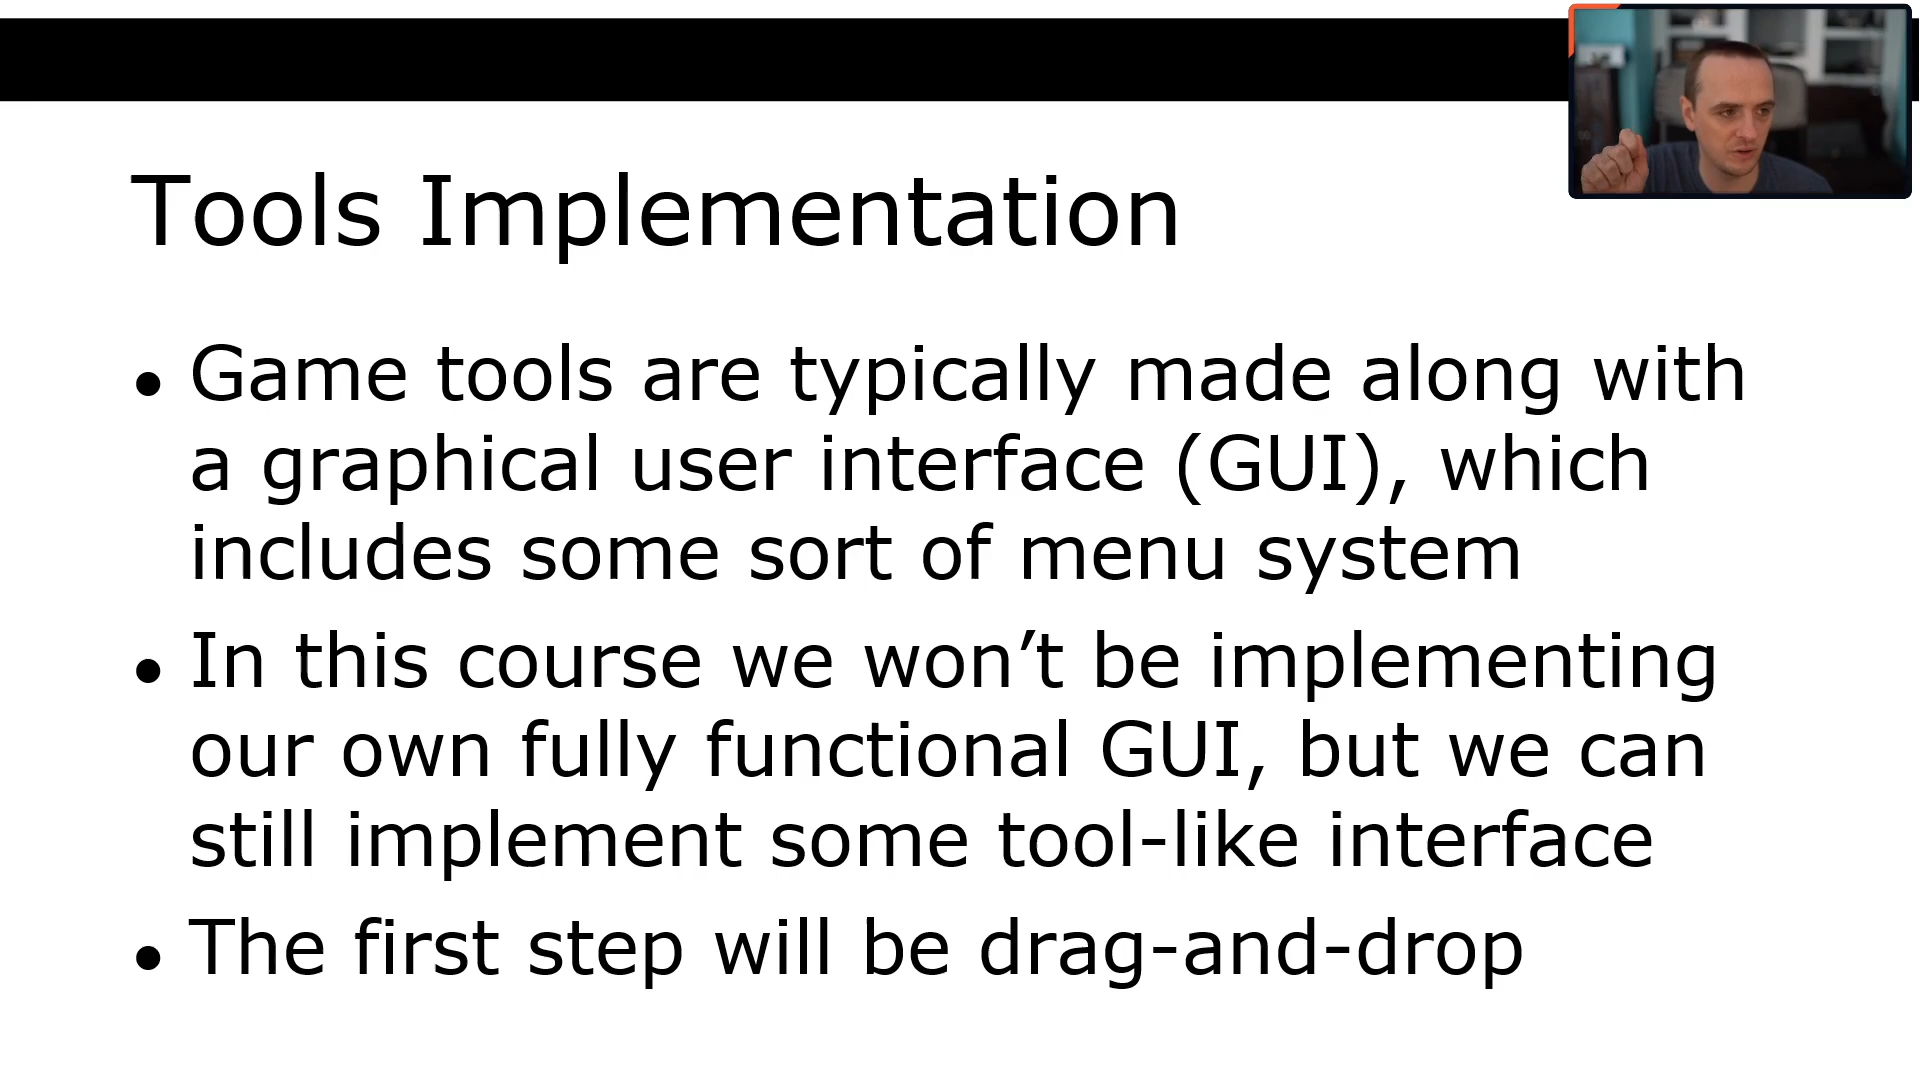 Tools Implementation
● Game tools are typically made along with
a graphical user interface (GUI), which
includes some sort of menu system
● In this course we won’t be implementing
our own fully functional GUI, but we can
still implement some tool-like interface
● The first step will be drag-and-drop